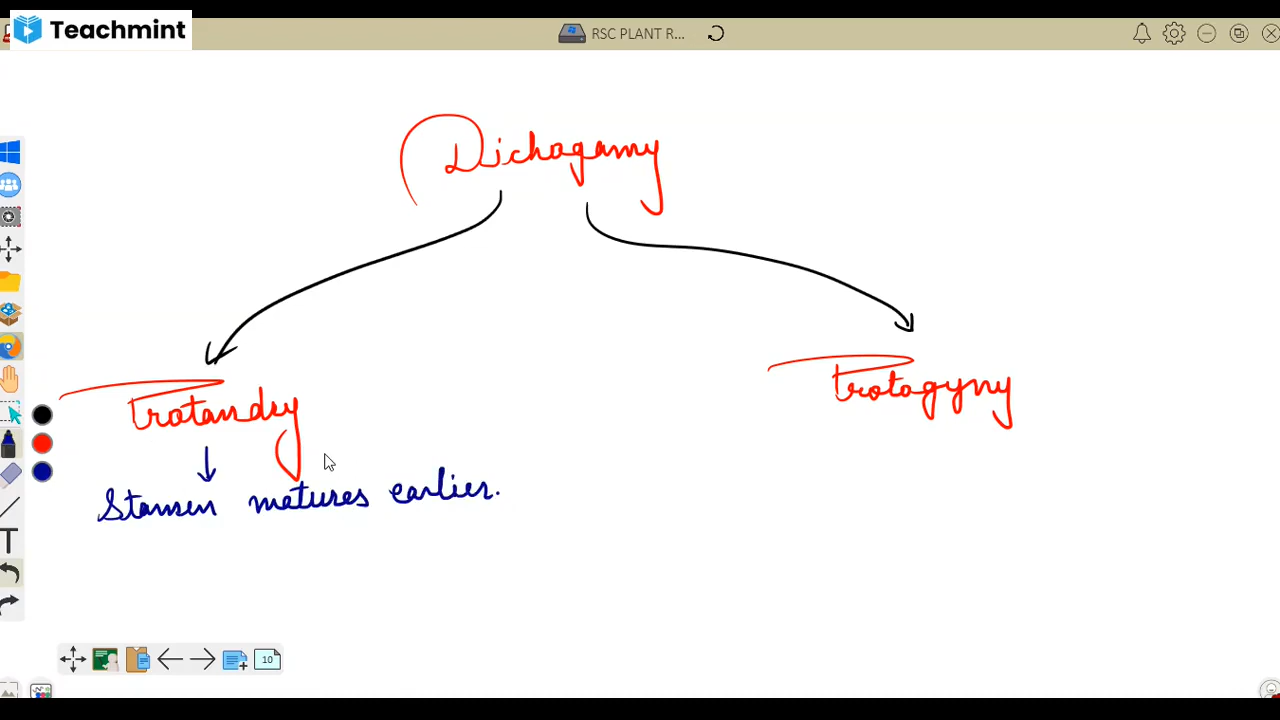 Teachmint
RSC PLANT R...
Dichogamy
Protandry
Protogyny
Stamen matures earlier.
T
10